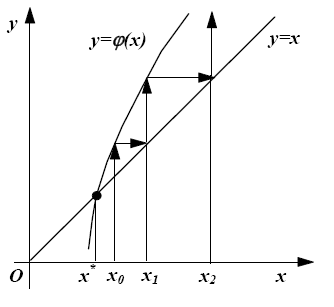 y
y=φ(x)
y=x
O
x* x₀ x₁ x₂ x